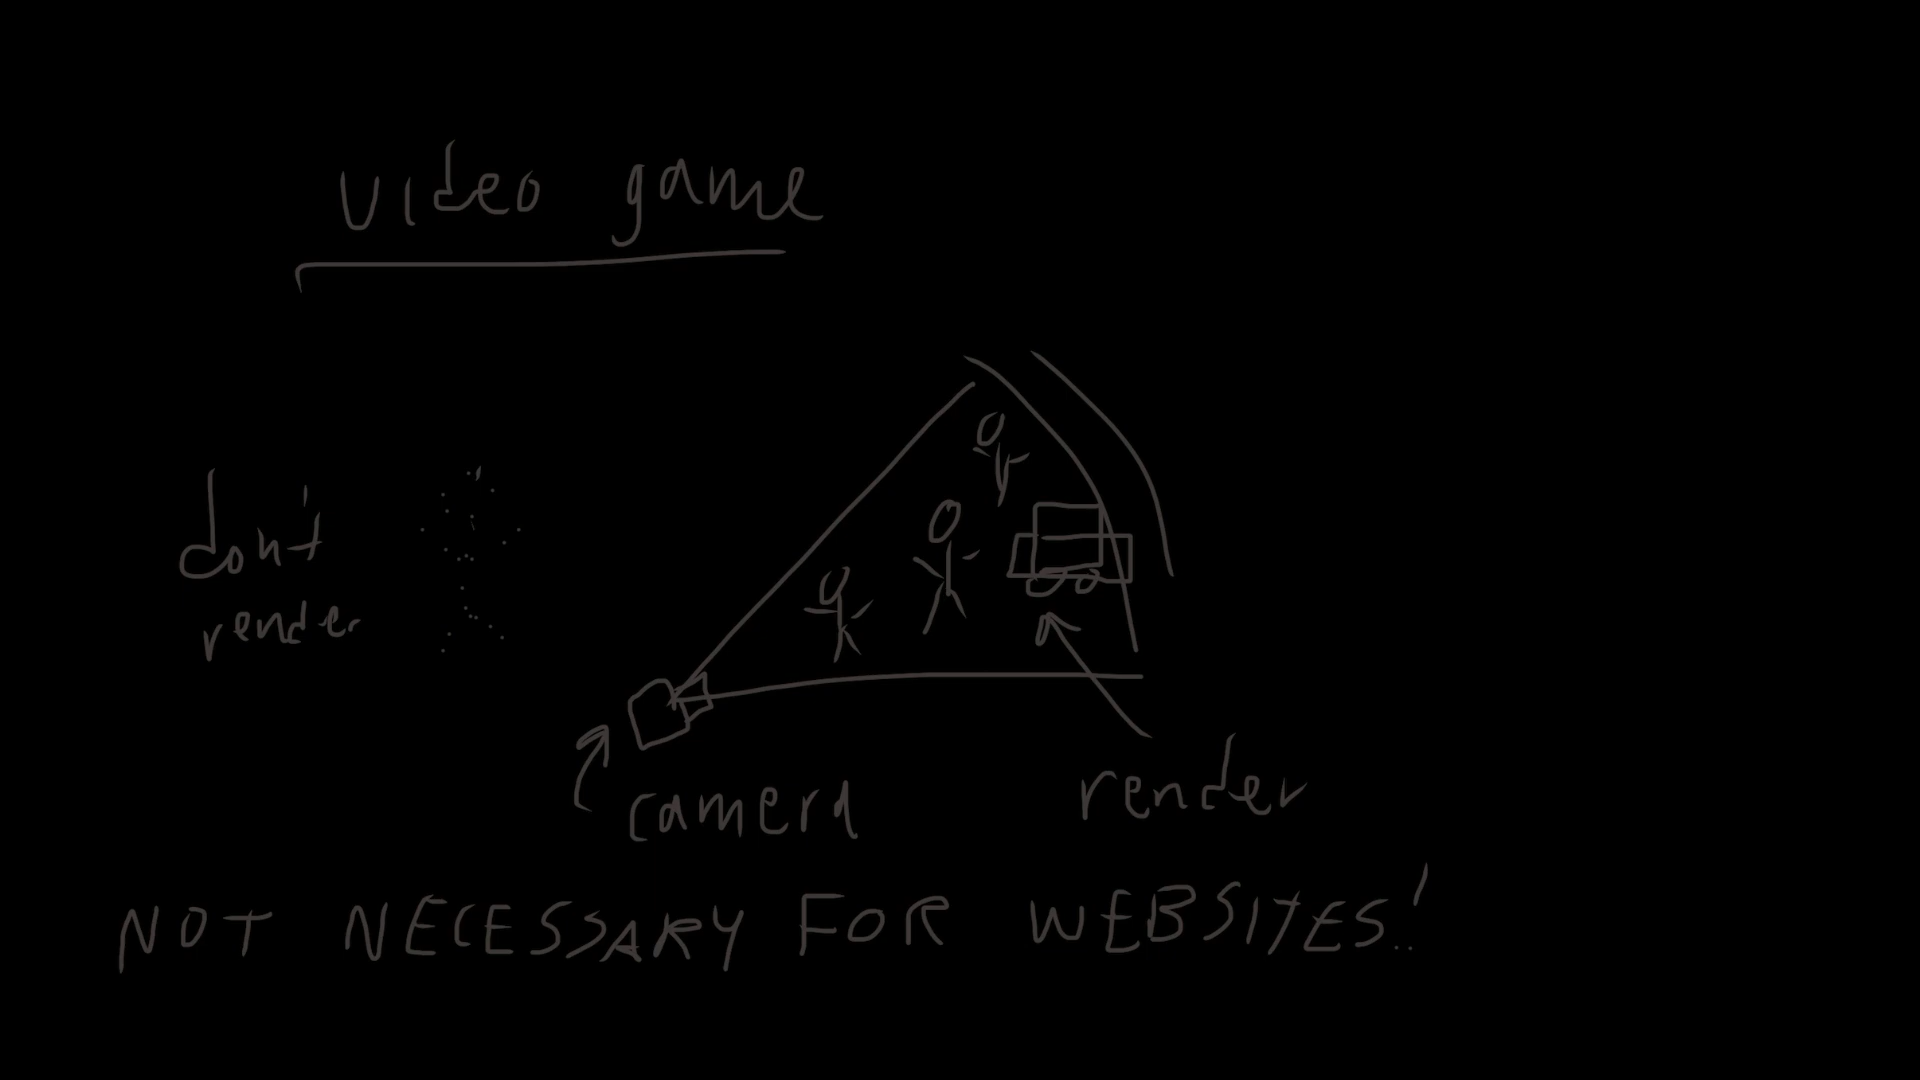 video game
don't
render
camera
render
NOT NECESSARY FOR WEBSITES!